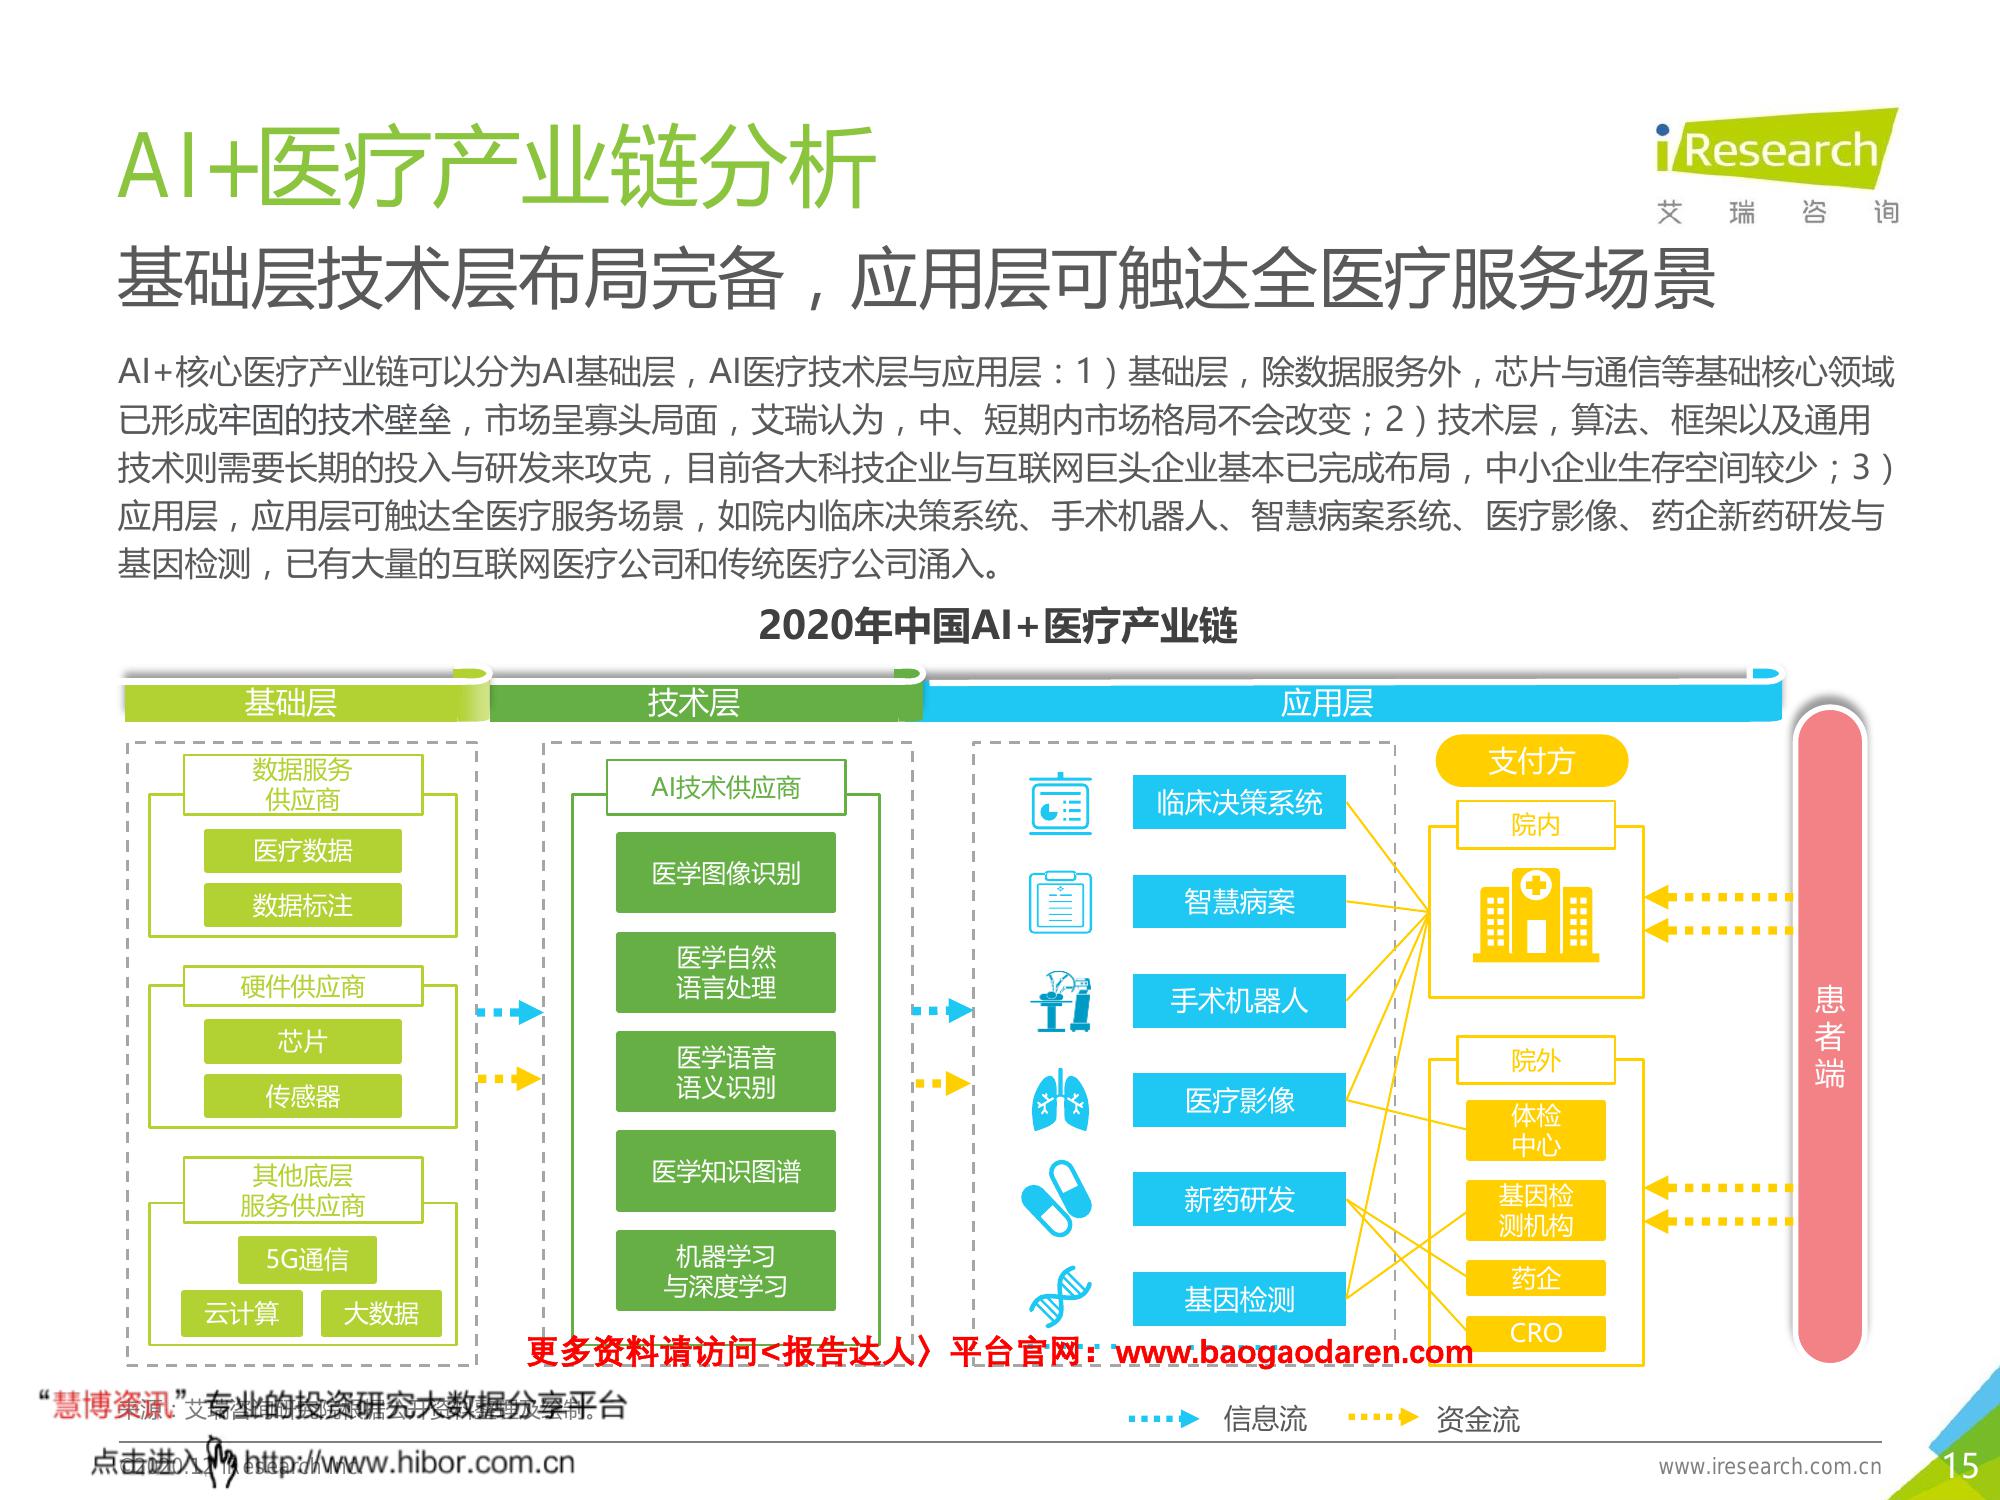 AI+医疗产业链分析
iResearch
艾瑞咨询
基础层技术层布局完备，应用层可触达全医疗服务场景
AI+核心医疗产业链可以分为AI基础层，AI医疗技术层与应用层：1）基础层，除数据服务外，芯片与通信等基础核心领域
已形成牢固的技术壁垒，市场呈寡头局面，艾瑞认为，中、短期内市场格局不会改变；2）技术层，算法、框架以及通用
技术则需要长期的投入与研发来攻克，目前各大科技企业与互联网巨头企业基本已完成布局，中小企业生存空间较少；3）
应用层，应用层可触达全医疗服务场景，如院内临床决策系统、手术机器人、智慧病案系统、医疗影像、药企新药研发与
基因检测，已有大量的互联网医疗公司和传统医疗公司涌入。
2020年中国AI+医疗产业链
基础层
数据服务
供应商
医疗数据
数据标注
硬件供应商
芯片
传感器
其他底层
服务供应商
5G通信
云计算
大数据
技术层
AI技术供应商
医学图像识别
医学自然
语言处理
医学语音
语义识别
医学知识图谱
机器学习
与深度学习
应用层
临床决策系统
智慧病案
手术机器人
医疗影像
新药研发
基因检测
支付方
院内
院外
体检
中心
基因检
测机构
药企
CRO
患者端
更多资料请访问<报告达人〉平台官网：www.baogaodaren.com
“慧博资讯”专业的投资研究大数据分享平台
来源：艾瑞咨询研究院根据公开资料整理及绘制。
信息流
资金流
点击进入 http://www.hibor.com.cn
©2020.12 iResearch Inc.
www.iresearch.com.cn
15